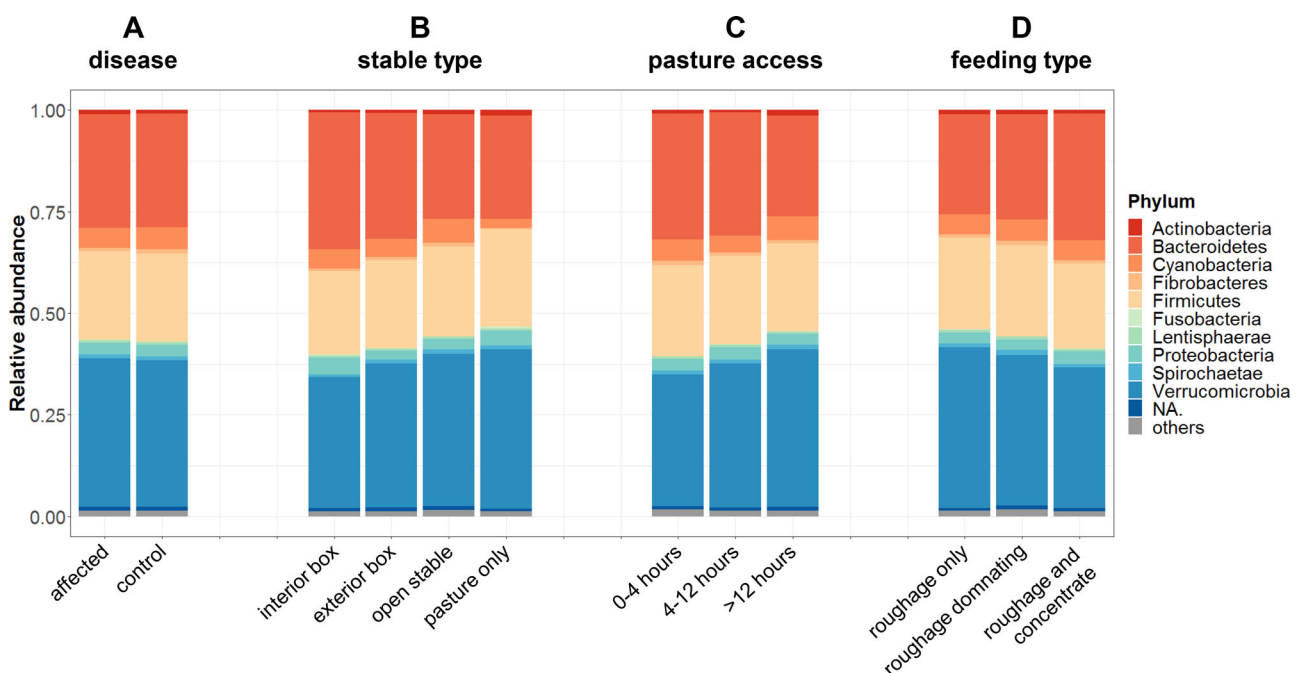 A
B
C
D
disease
stable type
pasture access
feeding type
Relative abundance
1.00
0.75
0.50
0.25
0.00
affected
control
interior box
exterior box
open stable
pasture only
0-4 hours
4-12 hours
>12 hours
roughage only
roughage domnating
roughage and
concentrate
Phylum
Actinobacteria
Bacteroidetes
Cyanobacteria
Fibrobacteres
Firmicutes
Fusobacteria
Lentisphaerae
Proteobacteria
Spirochaetae
Verrucomicrobia
NA.
others